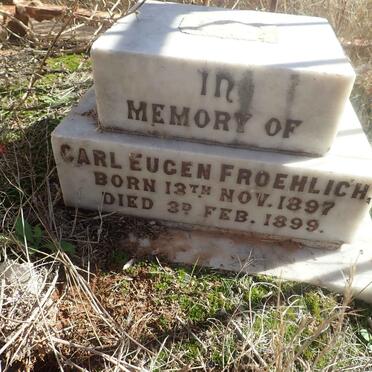 IN
MEMORY OF
CARL EUGEN FROEHLICH,
BORN 13TH NOV. 1897
DIED 3D FEB. 1899.